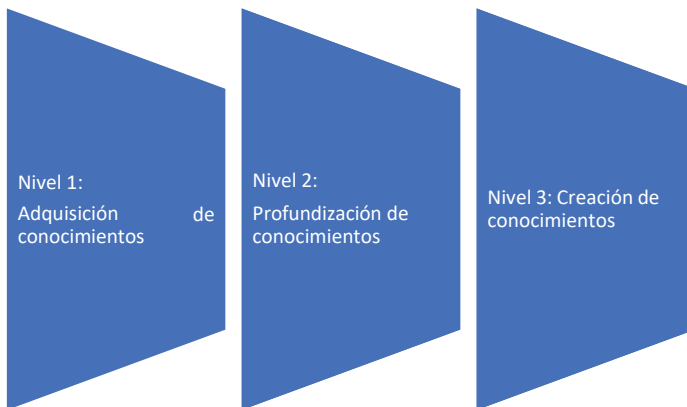 Nivel 1:
Adquisición de
conocimientos
Nivel 2:
Profundización de
conocimientos
Nivel 3: Creación de
conocimientos